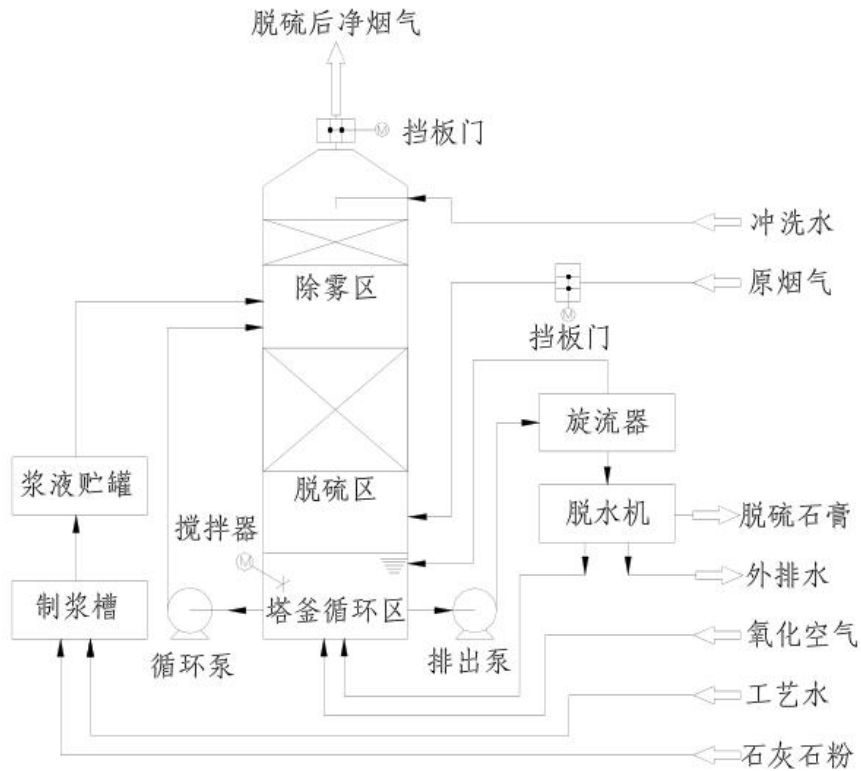 脱硫后净烟气
M
挡板门
冲洗水
除雾区
原烟气
M
挡板门
旋流器
浆液贮罐
脱硫区
脱水机
脱硫石膏
搅拌器
M
外排水
制浆槽
塔釜循环区
氧化空气
循环泵
排出泵
工艺水
石灰石粉